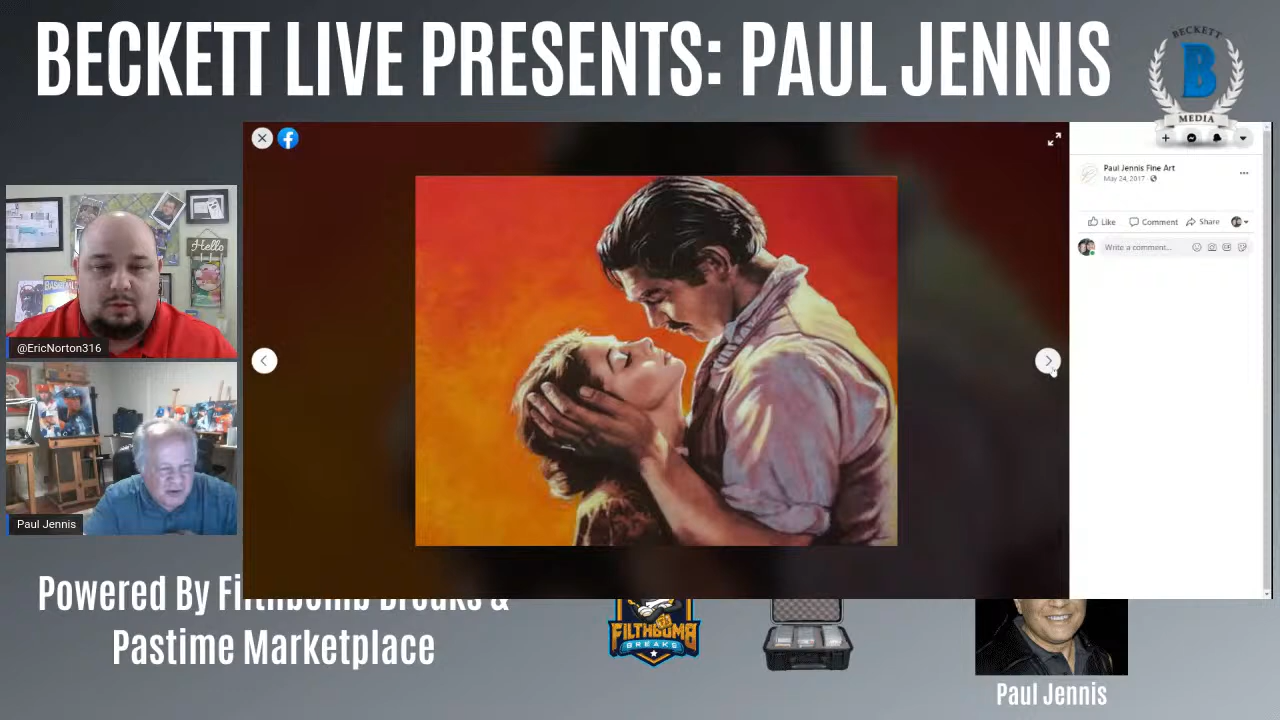 BECKETT LIVE PRESENTS: PAUL JENNIS
BECKETT
B
MEDIA
Paul Jennis Fine Art
May 24, 2017
Like Comment Share
Write a comment...
Hello
@EricNorton316
Paul Jennis
Powered By Filthbomb Breaks &
Pastime Marketplace
FILTHBOMB
BREAKS
Paul Jennis